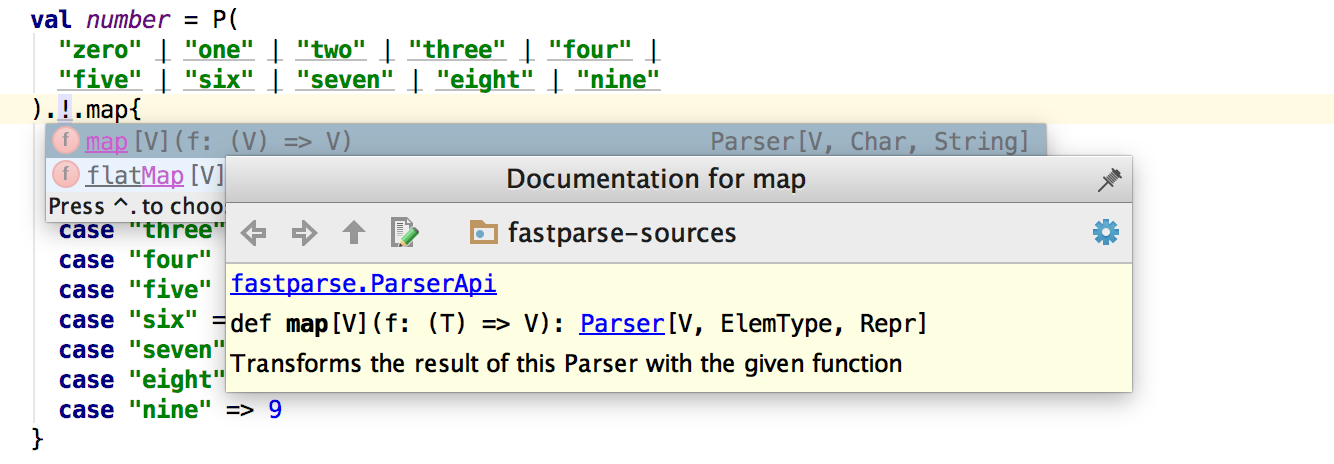 val number = P(
"zero" | "one" | "two" | "three" | "four" |
"five" | "six" | "seven" | "eight" | "nine"
).!.map{
f map[V](f: (V) => V) Parser[V, Char, String]
f flatMap[V]
Press ^. to choo
Documentation for map
fastparse-sources
fastparse.ParserApi
def map[V](f: (T) => V): Parser[V, ElemType, Repr]
Transforms the result of this Parser with the given function
case "three"
case "four"
case "five"
case "six" =
case "seven"
case "eight"
case "nine" => 9
}